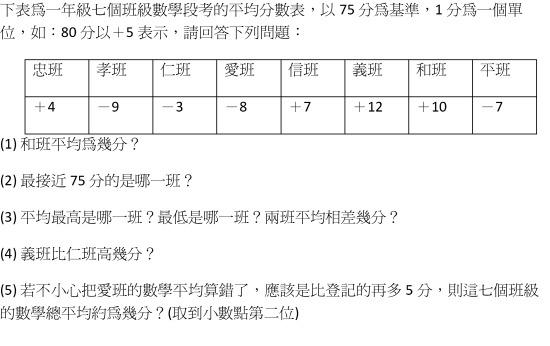 下表為一年級七個班級數學段考的平均分數表，以 75 分為基準，1 分為一個單
位，如：80 分以＋5 表示，請回答下列問題：
忠班 孝班 仁班 愛班 信班 義班 和班 平班
＋4 －9 －3 －8 ＋7 ＋12 ＋10 －7
(1) 和班平均為幾分？
(2) 最接近 75 分的是哪一班？
(3) 平均最高是哪一班？最低是哪一班？兩班平均相差幾分？
(4) 義班比仁班高幾分？
(5) 若不小心把愛班的數學平均算錯了，應該是比登記的再多 5 分，則這七個班級
的數學總平均約為幾分？(取到小數點第二位)